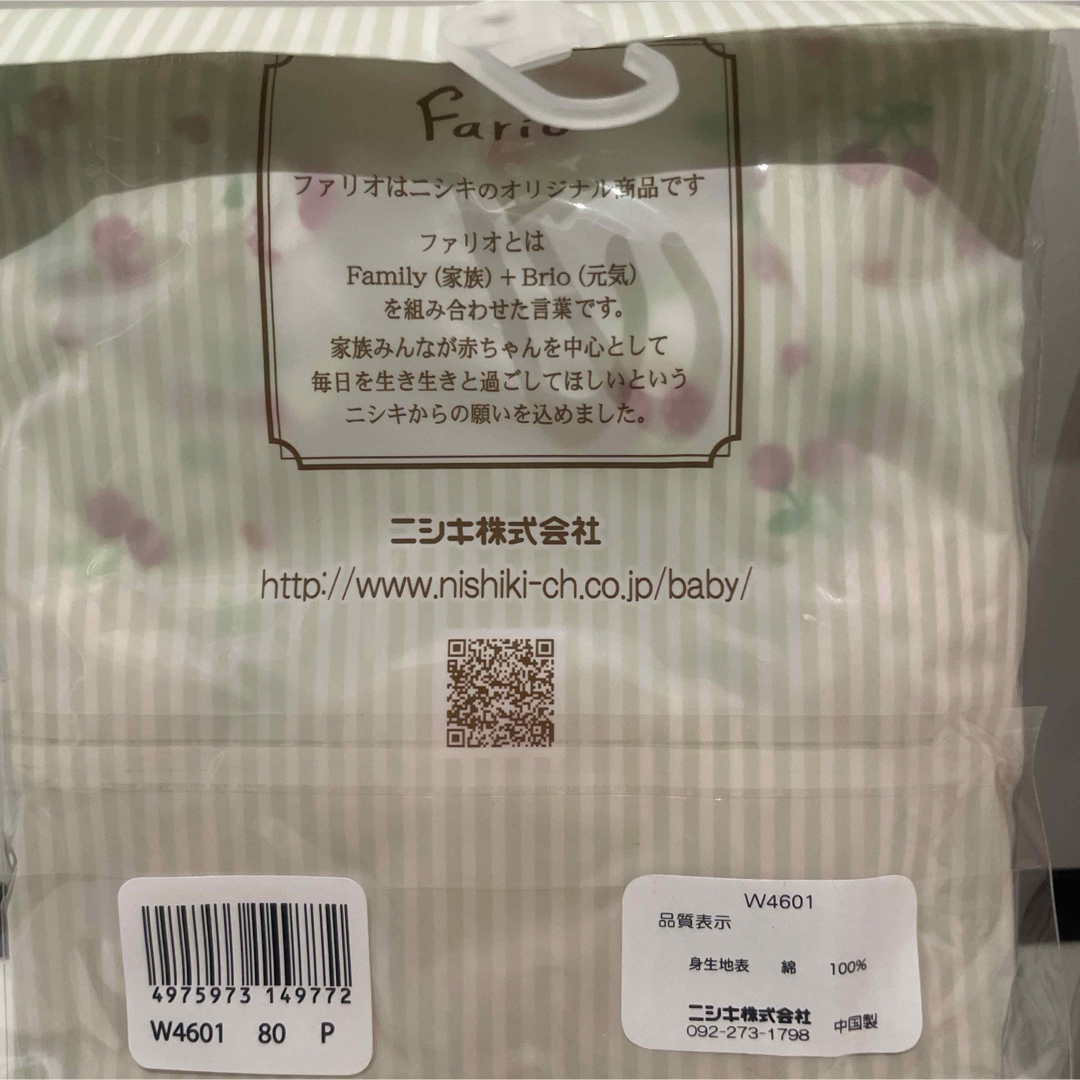 Fario
ファリオはニシキのオリジナル商品です
ファリオとは
Family (家族) + Brio (元気)
を組み合わせた言葉です。
家族みんなが赤ちゃんを中心として
毎日を生き生きと過ごしてほしいという
ニシキからの願いを込めました。
ニシキ株式会社
http://www.nishiki-ch.co.jp/baby/
4975973 149772
W4601 80 P
W4601
品質表示
身生地表 綿 100%
ニシキ株式会社
092-273-1798 中国製